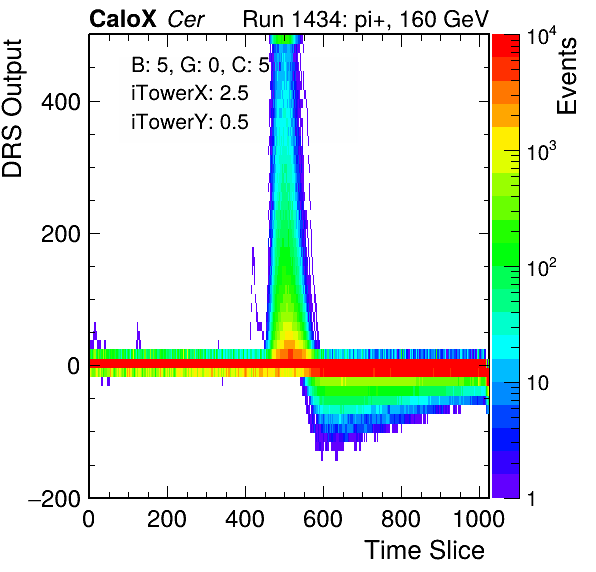 CaloX Cer Run 1434: pi+, 160 GeV
B: 5, G: 0, C: 5
iTowerX: 2.5
iTowerY: 0.5
DRS Output
400
200
0
−200
0 200 400 600 800 1000
Time Slice
Events
10^4
10^3
10^2
10
1